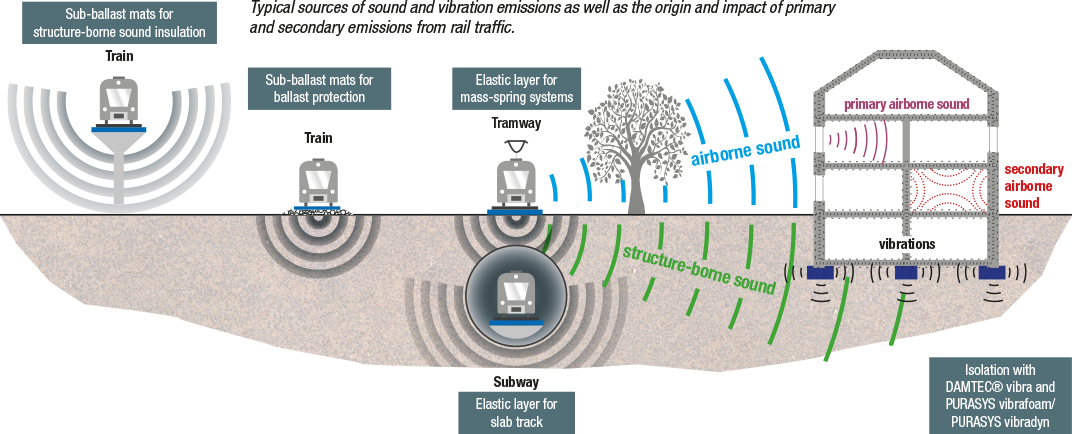 Typical sources of sound and vibration emissions as well as the origin and impact of primary
and secondary emissions from rail traffic.
Sub-ballast mats for
structure-borne sound insulation
Train
Sub-ballast mats for
ballast protection
Train
Elastic layer for
mass-spring systems
Tramway
airborne sound
structure-borne sound
primary airborne sound
secondary
airborne
sound
vibrations
Subway
Elastic layer for
slab track
Isolation with
DAMTEC® vibra and
PURASYS vibrafoam/
PURASYS vibradyn